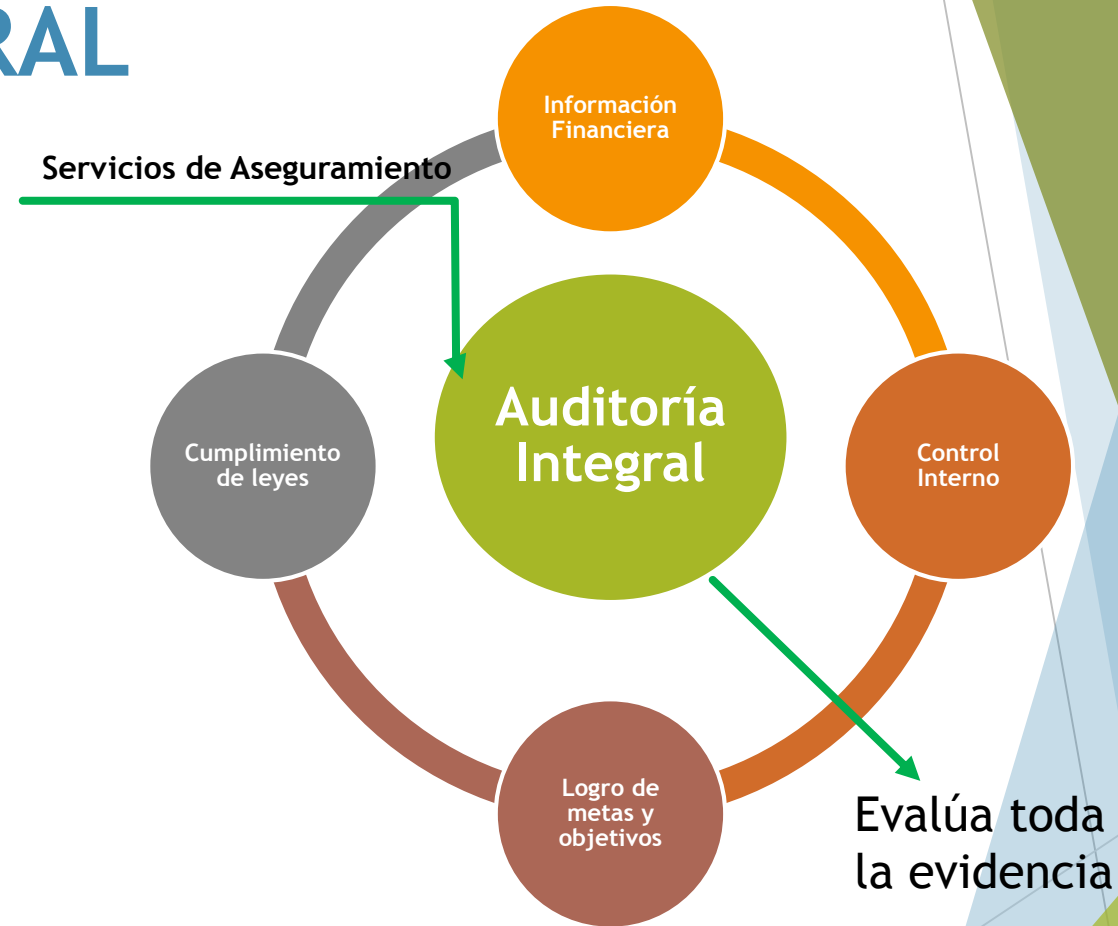 RAL
Servicios de Aseguramiento
Información
Financiera
Auditoría
Integral
Cumplimiento
de leyes
Control
Interno
Logro de
metas y
objetivos
Evalúa toda
la evidencia